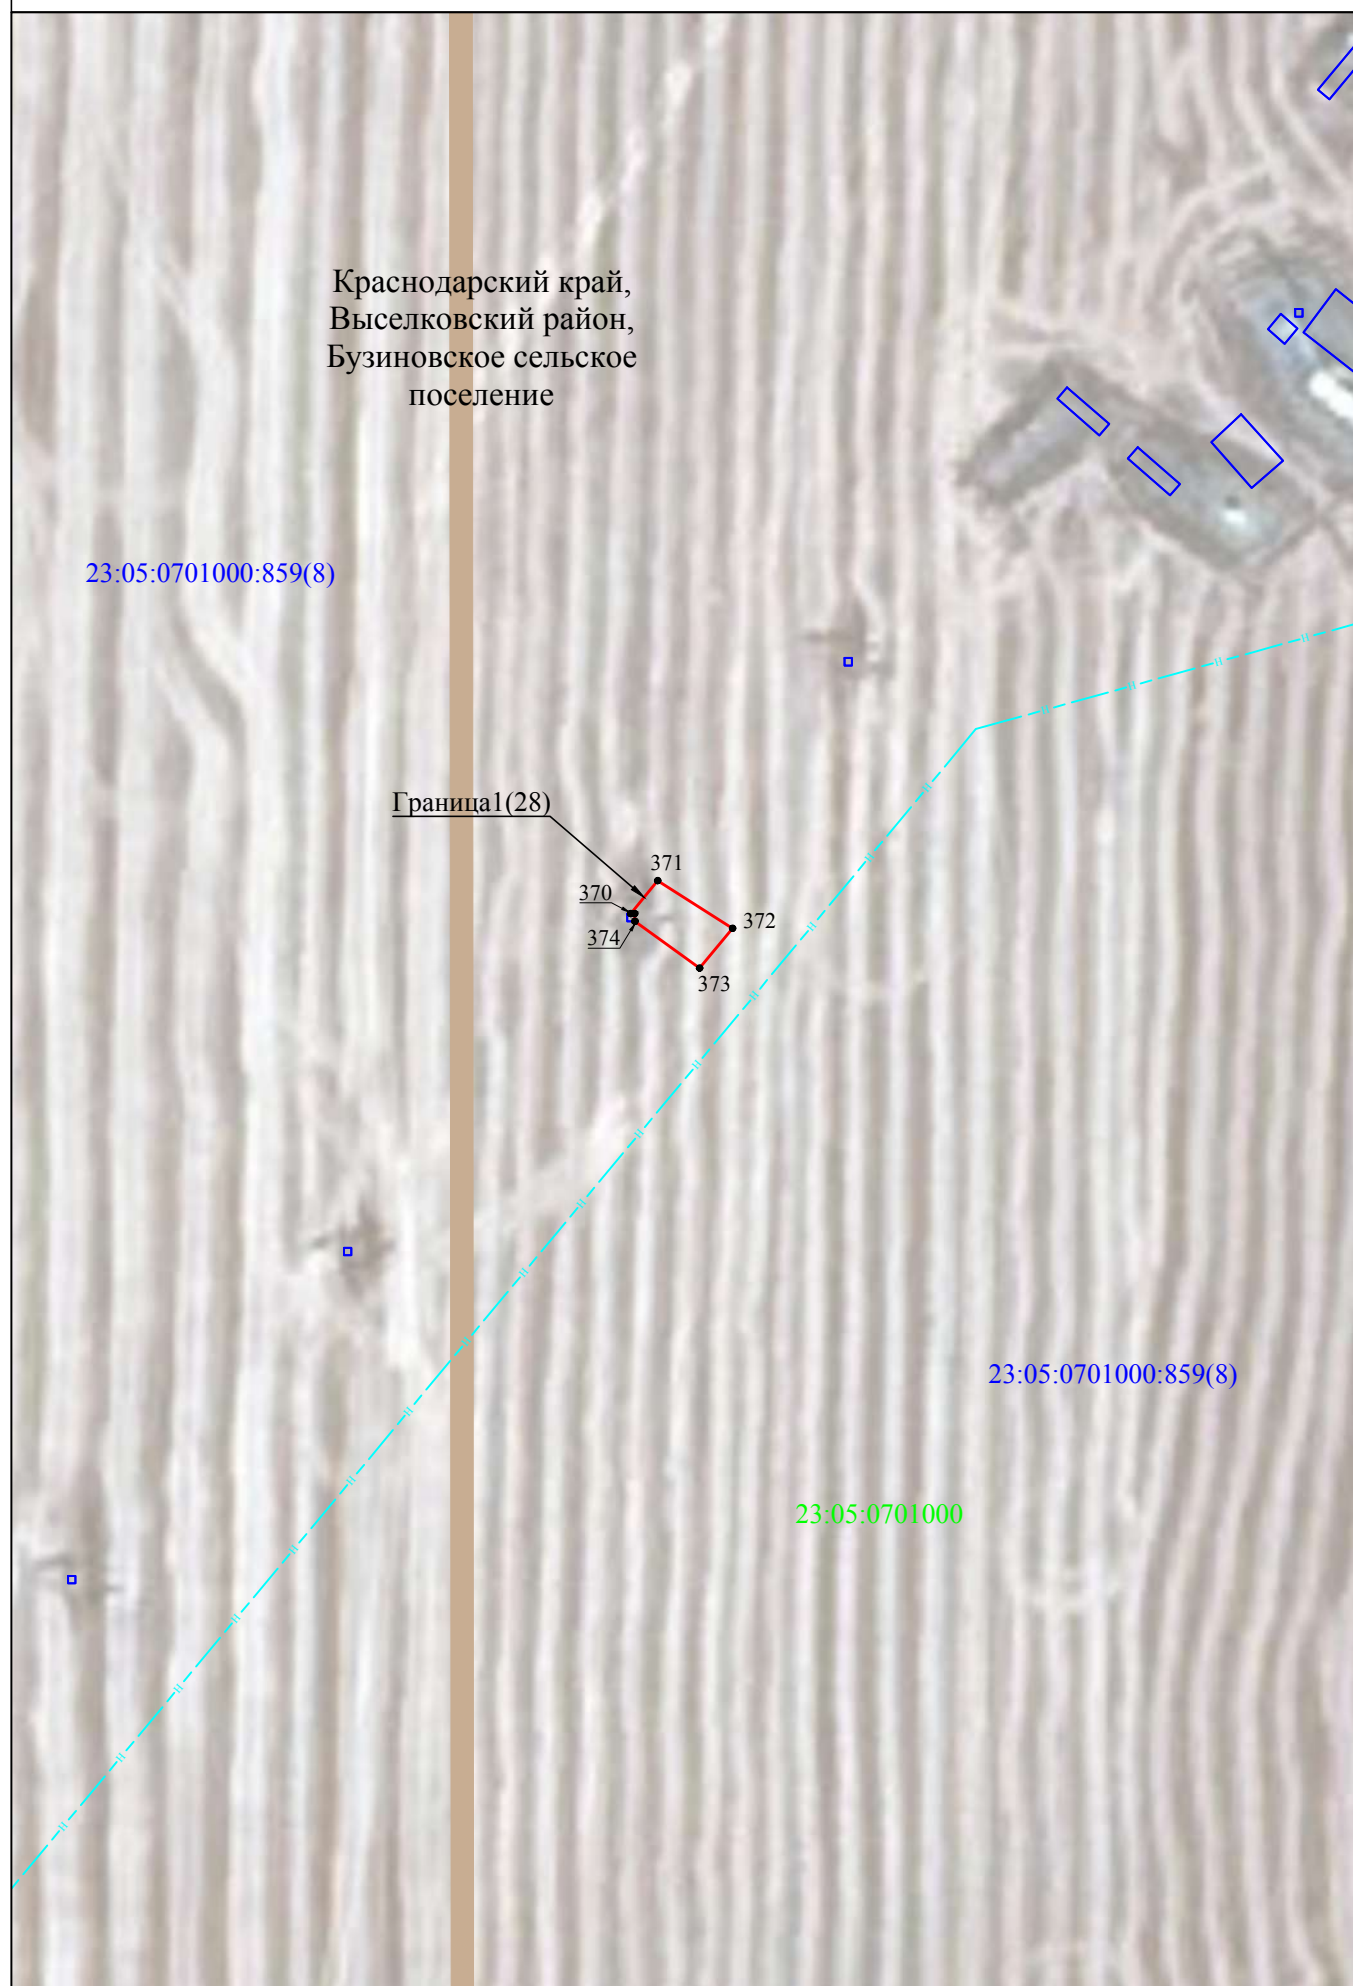 Краснодарский край,
Выселковский район,
Бузиновское сельское
поселение
23:05:0701000:859(8)
Граница1(28)
371
370
372
374
373
23:05:0701000:859(8)
23:05:0701000